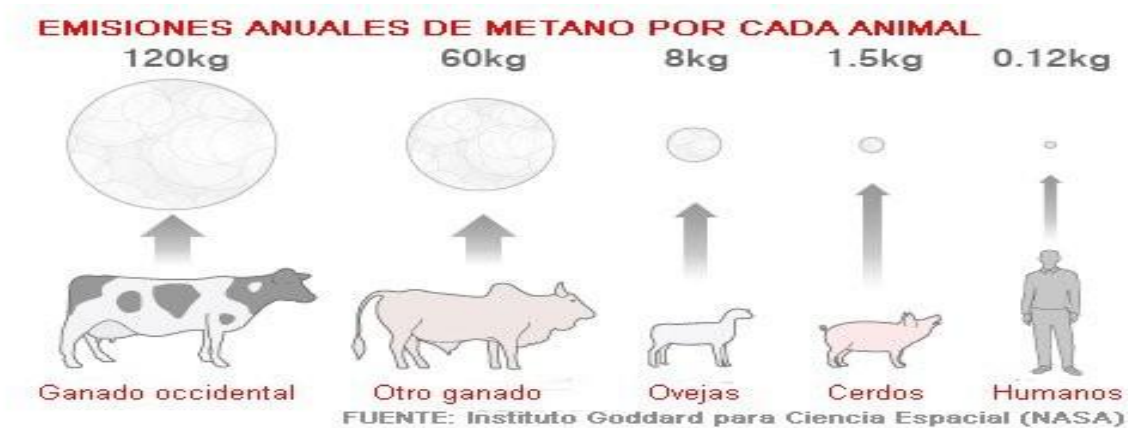 EMISIONES ANUALES DE METANO POR CADA ANIMAL
120kg 60kg 8kg 1.5kg 0.12kg
Ganado occidental Otro ganado Ovejas Cerdos Humanos
FUENTE: Instituto Goddard para Ciencia Espacial (NASA)